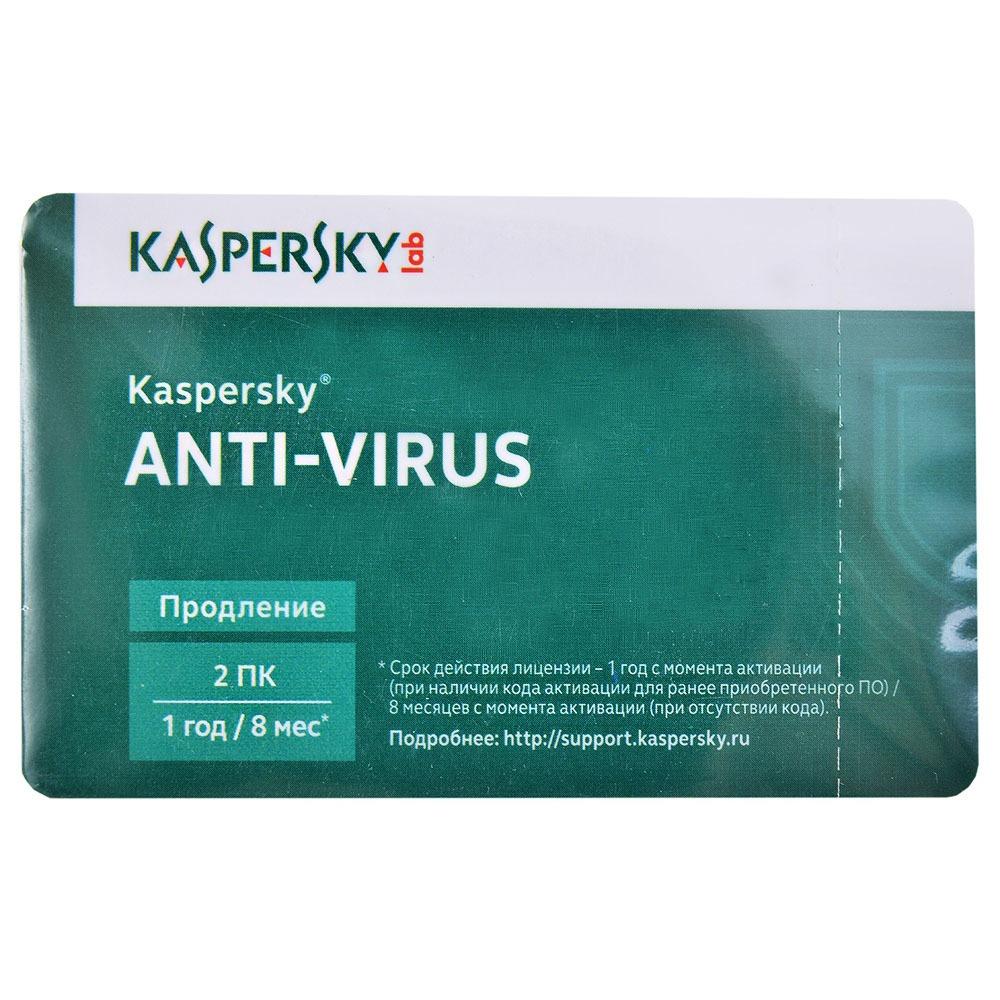 KASPERSKY lab
Kaspersky®
ANTI-VIRUS
Продление
2 ПК
1 год / 8 мес*
* Срок действия лицензии – 1 год с момента активации
(при наличии кода активации для ранее приобретенного ПО) /
8 месяцев с момента активации (при отсутствии кода).
Подробнее: http://support.kaspersky.ru